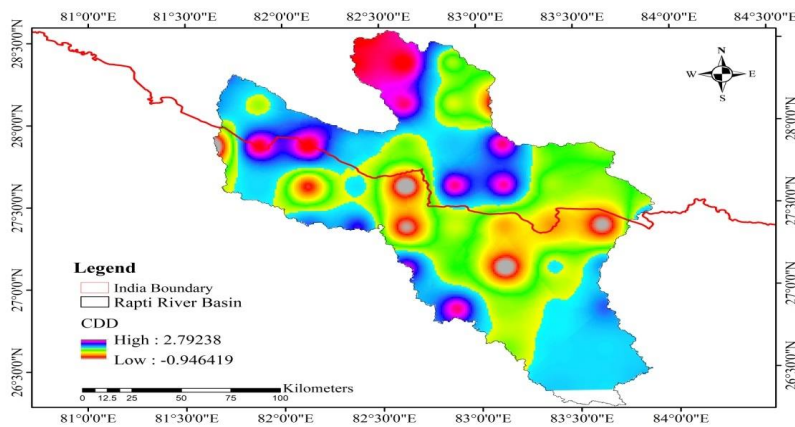 81°0'0"E 81°30'0"E 82°0'0"E 82°30'0"E 83°0'0"E 83°30'0"E 84°0'0"E 84°30'0"E
28°30'0"N
28°0'0"N
27°30'0"N
27°0'0"N
26°30'0"N
N
W E
S
28°30'0"N
28°0'0"N
27°30'0"N
27°0'0"N
26°30'0"N
Legend
India Boundary
Rapti River Basin
CDD
High : 2.79238
Low : -0.946419
Kilometers
0 12.5 25 50 75 100
81°0'0"E 81°30'0"E 82°0'0"E 82°30'0"E 83°0'0"E 83°30'0"E 84°0'0"E